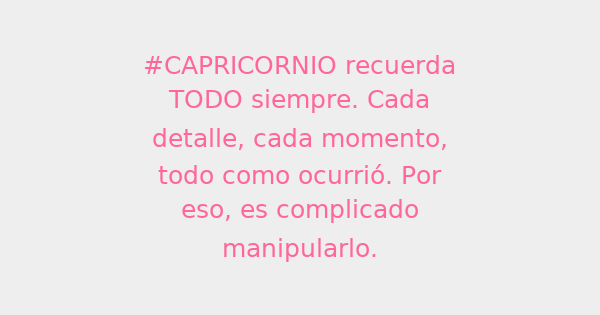 #CAPRICORNIO recuerda
TODO siempre. Cada
detalle, cada momento,
todo como ocurrió. Por
eso, es complicado
manipularlo.